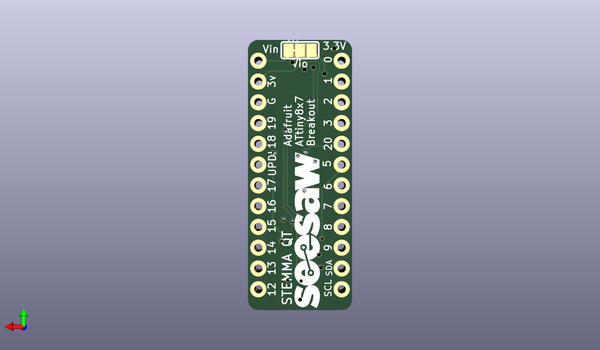 Vin
3.3V
Vio
3v
G
19
18
UPDI
17
16
15
14
13
12
0
1
2
3
20
5
6
7
8
9
SDA
SCL
Adafruit
ATtiny8x7
Breakout
STEMMA QT
seesaw